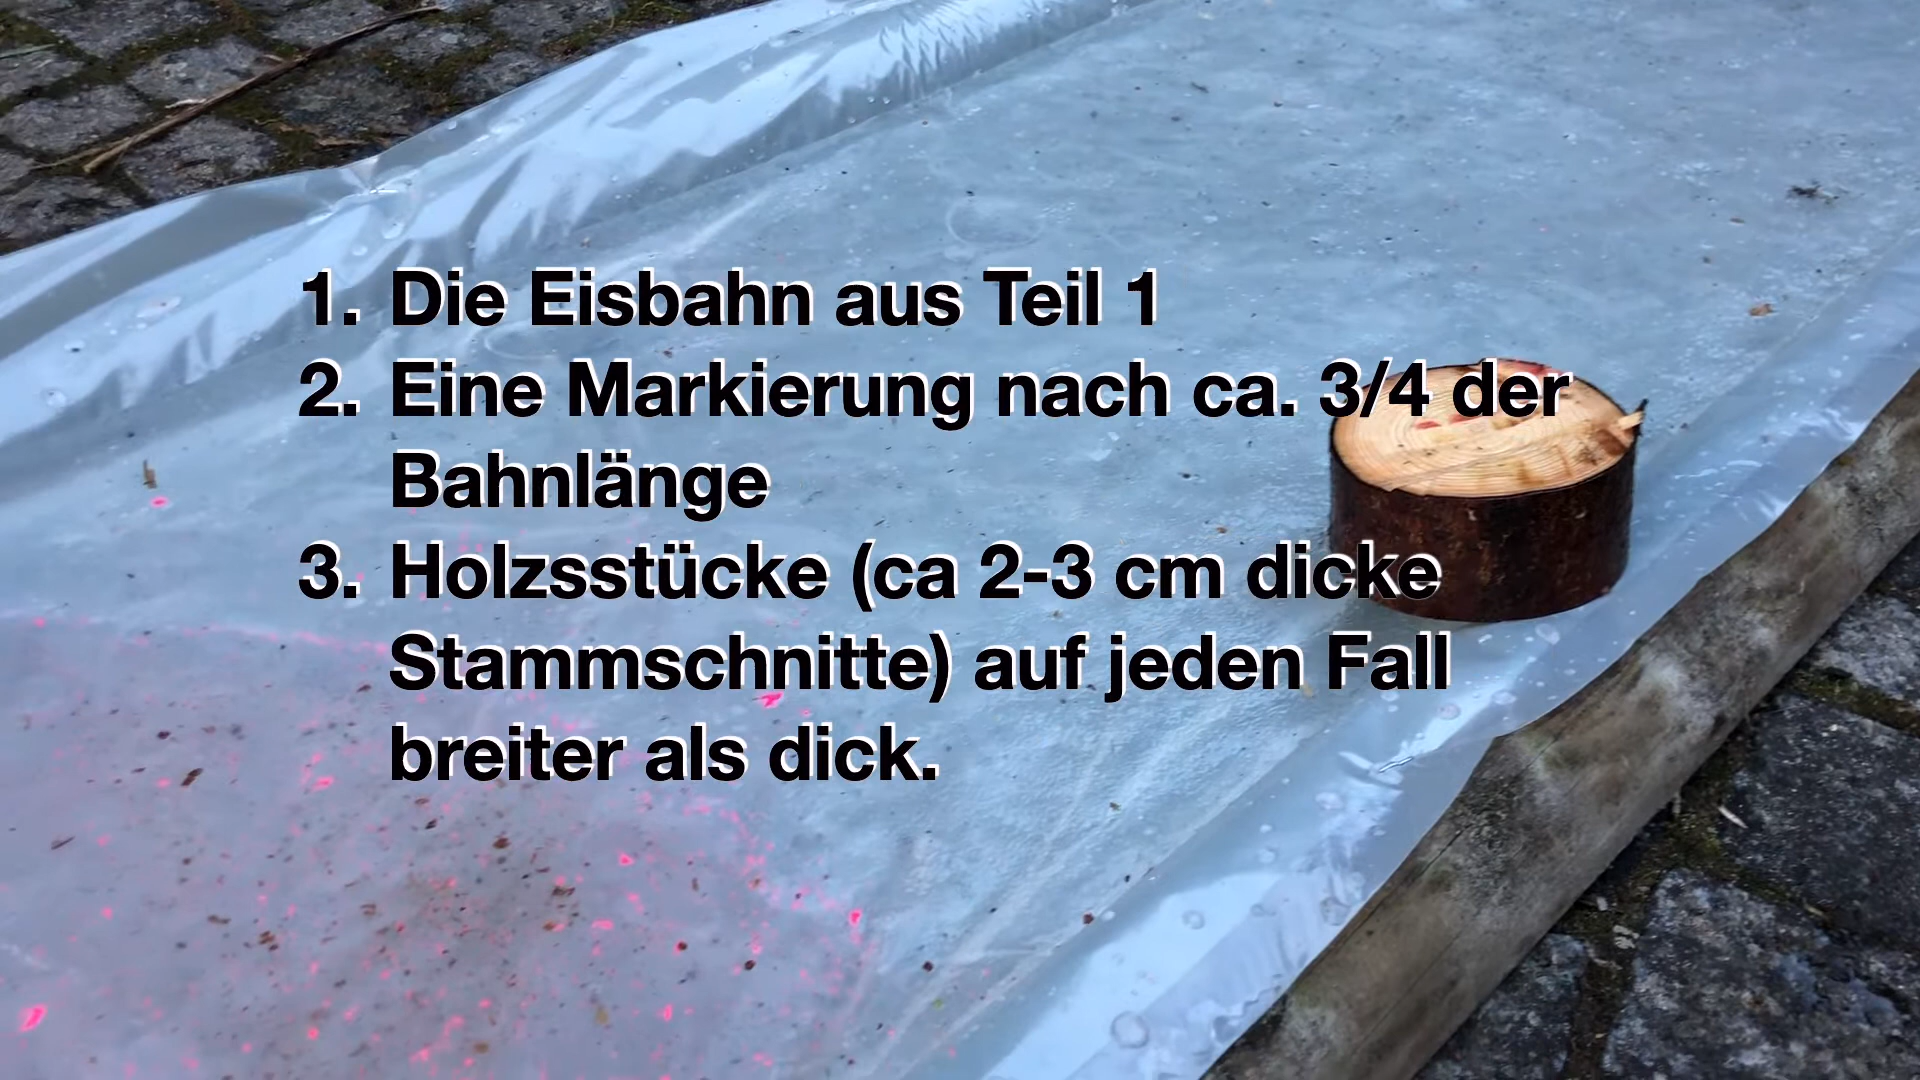 1. Die Eisbahn aus Teil 1
2. Eine Markierung nach ca. 3/4 der
Bahnlänge
3. Holzsstücke (ca 2-3 cm dicke
Stammschnitte) auf jeden Fall
breiter als dick.